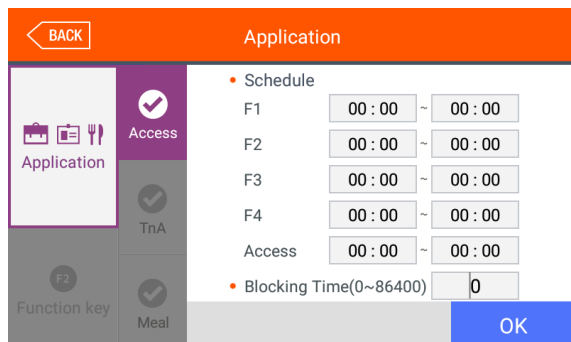 BACK
Application
Application
F2
Function key
Access
TnA
Meal
• Schedule
F1 00 : 00 ~ 00 : 00
F2 00 : 00 ~ 00 : 00
F3 00 : 00 ~ 00 : 00
F4 00 : 00 ~ 00 : 00
Access 00 : 00 ~ 00 : 00
• Blocking Time(0~86400) 0
OK